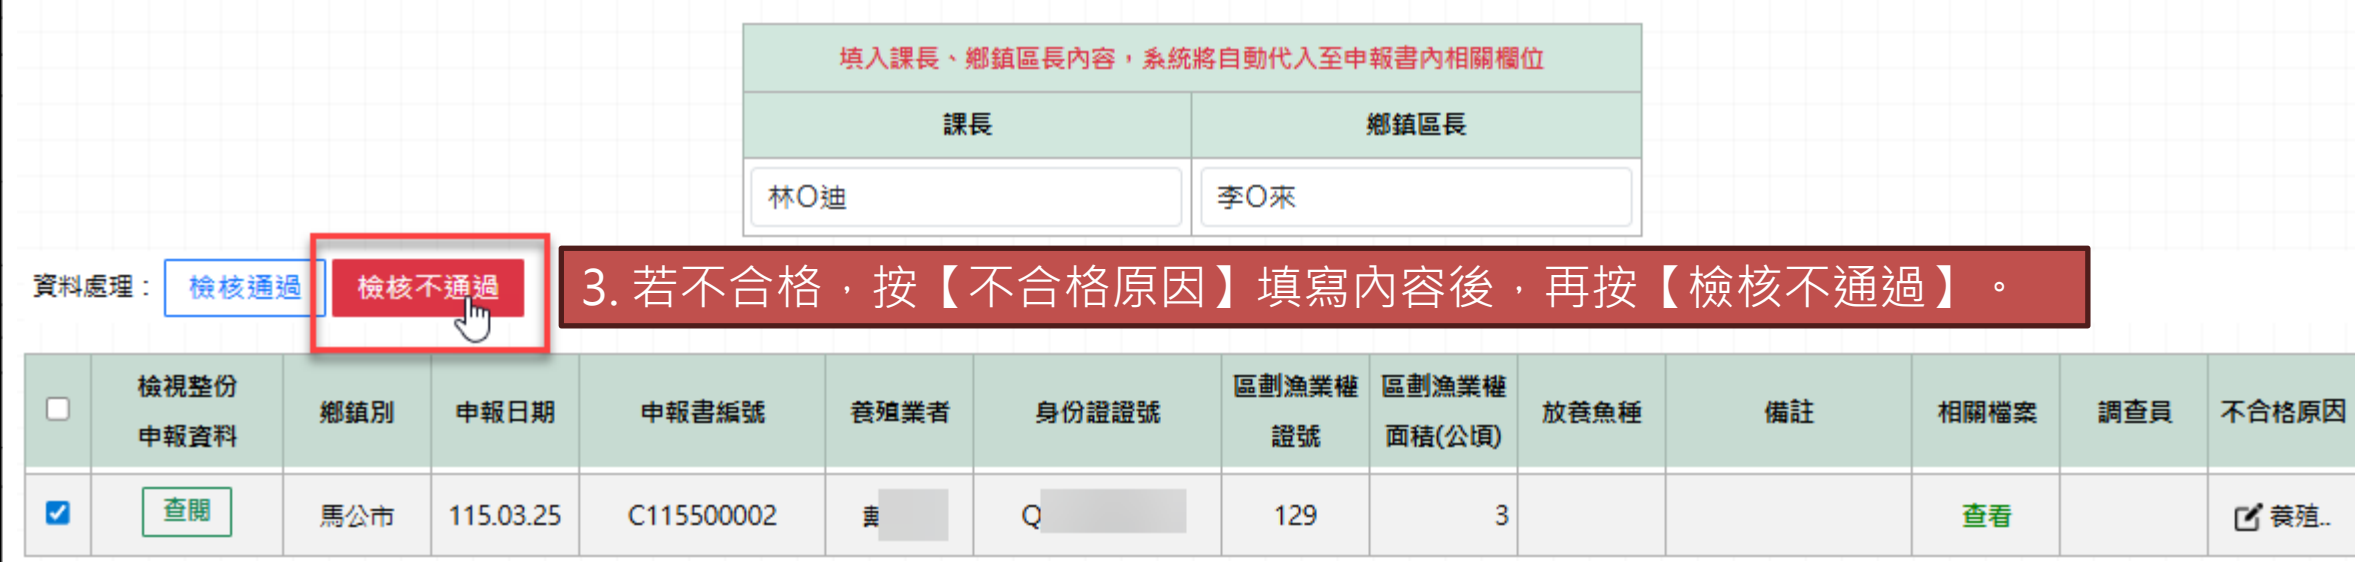 填入課長、鄉鎮區長內容，系統將自動代入至申報書內相關欄位
課長 鄉鎮區長
林O迪 李O來
資料處理： 檢核通過 檢核不通過 3. 若不合格，按【不合格原因】填寫內容後，再按【檢核不通過】。
檢視整份申報資料 鄉鎮別 申報日期 申報書編號 養殖業者 身份證證號 區劃漁業權證號 區劃漁業權面積(公頃) 放養魚種 備註 相關檔案 調查員 不合格原因
查閱 馬公市 115.03.25 C115500002 Q 129 3 查看 養殖..